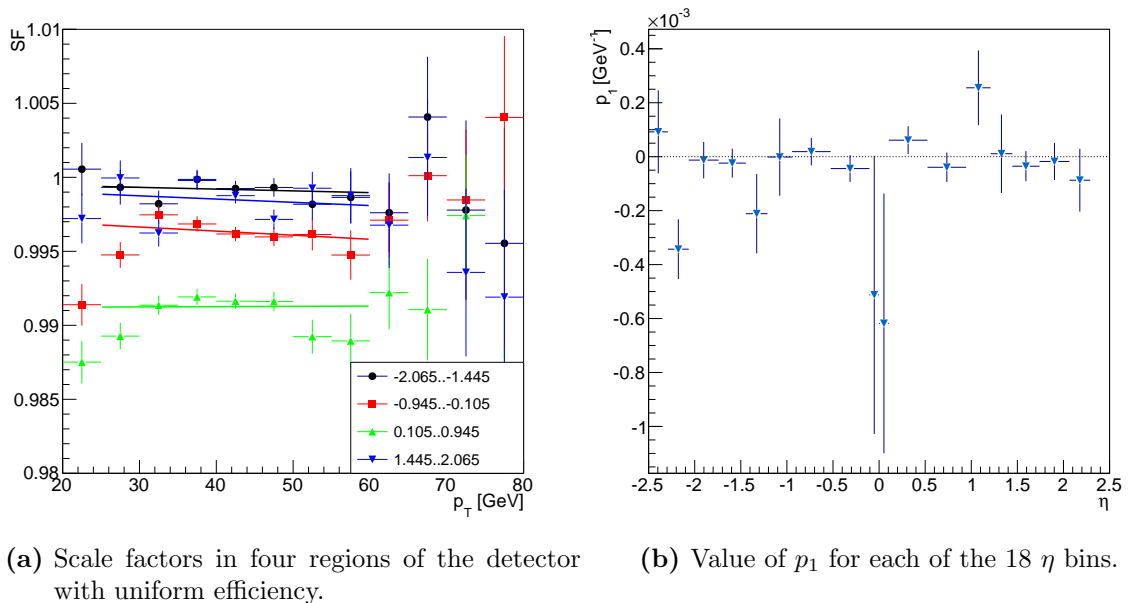 SF
1.01
1.005
1
0.995
0.99
0.985
0.98
20 30 40 50 60 70 80
p_T [GeV]
-2.065..-1.445
-0.945..-0.105
0.105..0.945
1.445..2.065
×10⁻³
p₁ [GeV⁻¹]
0.4
0.2
0
-0.2
-0.4
-0.6
-0.8
-1
-2.5 -2 -1.5 -1 -0.5 0 0.5 1 1.5 2 2.5
η
(a) Scale factors in four regions of the detector
with uniform efficiency.
(b) Value of p₁ for each of the 18 η bins.